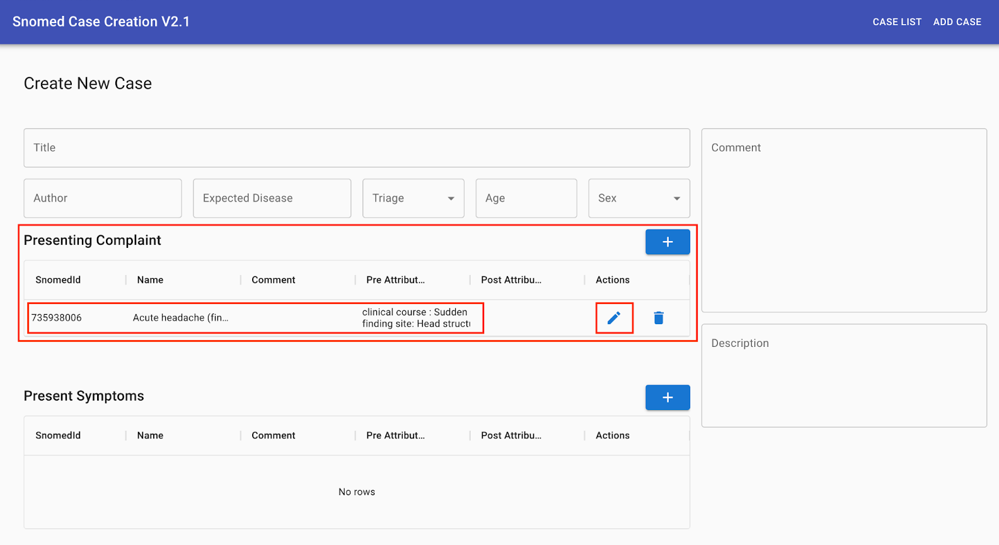 Snomed Case Creation V2.1
CASE LIST ADD CASE
Create New Case
Title
Comment
Author
Expected Disease
Triage
Age
Sex
Presenting Complaint
+
SnomedId Name Comment Pre Attribut... Post Attribu... Actions
735938006 Acute headache (fin... clinical course : Sudden
finding site: Head struct
Description
Present Symptoms
+
SnomedId Name Comment Pre Attribut... Post Attribu... Actions
No rows